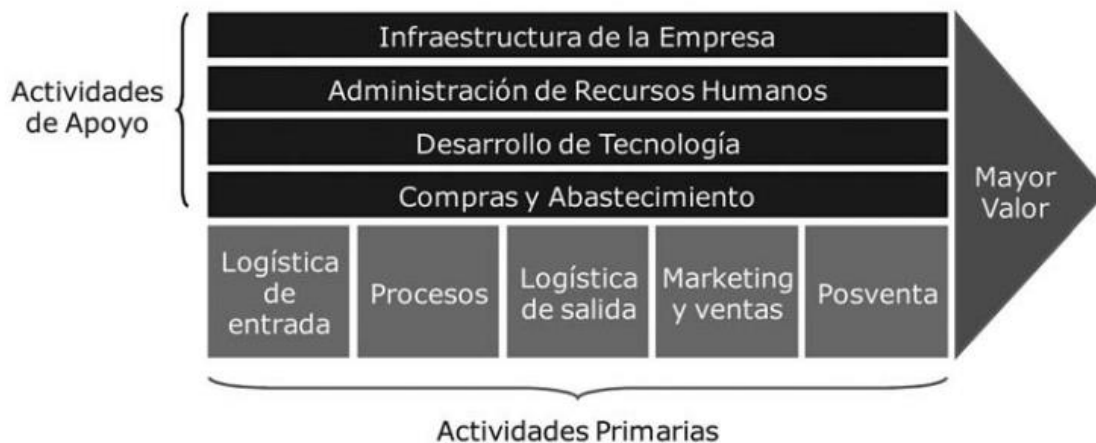 Infraestructura de la Empresa
Actividades
de Apoyo
Administración de Recursos Humanos
Desarrollo de Tecnología
Compras y Abastecimiento
Mayor
Valor
Logística
de
entrada
Procesos
Logística
de salida
Marketing
y ventas
Posventa
Actividades Primarias